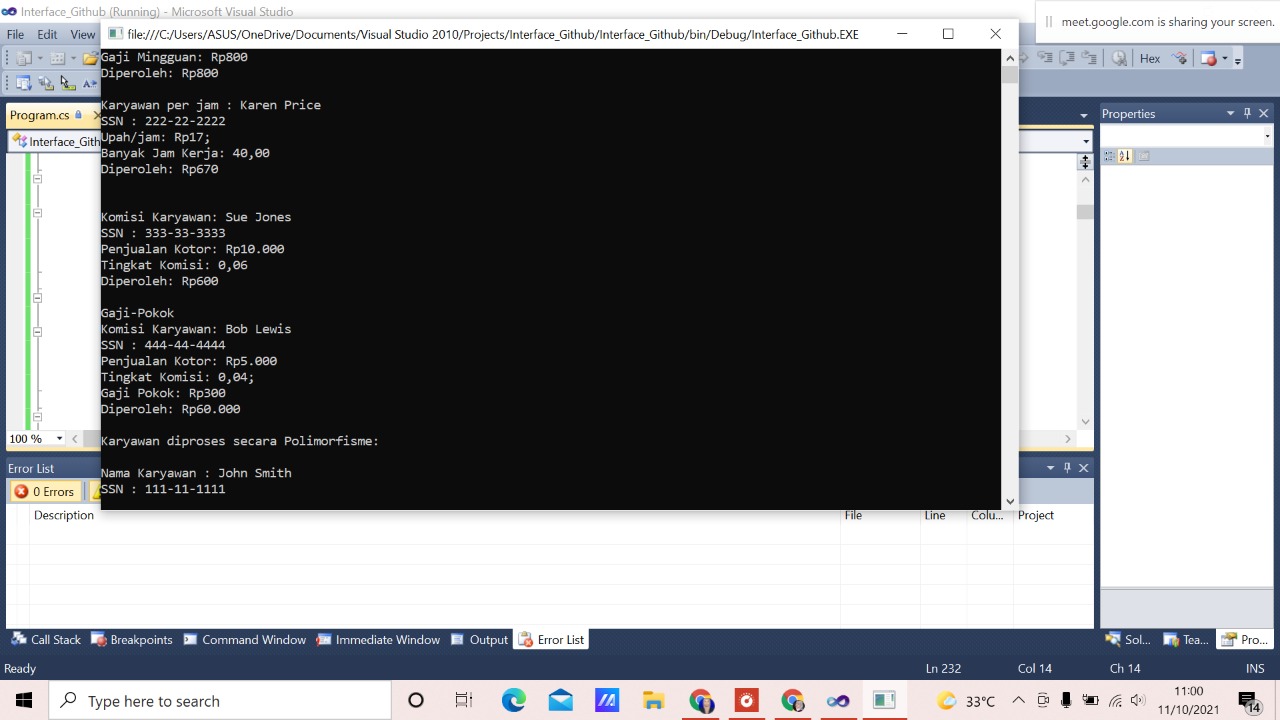 Interface_Github (Running) - Microsoft Visual Studio
meet.google.com is sharing your screen.
File Edit View
file:///C:/Users/ASUS/OneDrive/Documents/Visual Studio 2010/Projects/Interface_Github/Interface_Github/bin/Debug/Interface_Github.EXE
Hex
Gaji Mingguan: Rp800
Diperoleh: Rp800
Karyawan per jam : Karen Price
SSN : 222-22-2222
Upah/jam: Rp17;
Banyak Jam Kerja: 40,00
Diperoleh: Rp670
Komisi Karyawan: Sue Jones
SSN : 333-33-3333
Penjualan Kotor: Rp10.000
Tingkat Komisi: 0,06
Diperoleh: Rp600
Gaji-Pokok
Komisi Karyawan: Bob Lewis
SSN : 444-44-4444
Penjualan Kotor: Rp5.000
Tingkat Komisi: 0,04;
Gaji Pokok: Rp300
Diperoleh: Rp60.000
Karyawan diproses secara Polimorfisme:
Nama Karyawan : John Smith
SSN : 111-11-1111
Program.cs
Interface_Gith
Properties
100 %
Error List
0 Errors
Description File Line Colu... Project
Call Stack Breakpoints Command Window Immediate Window Output Error List
Sol... Tea... Pro...
Ready Ln 232 Col 14 Ch 14 INS
Type here to search
33°C
11:00
11/10/2021
14